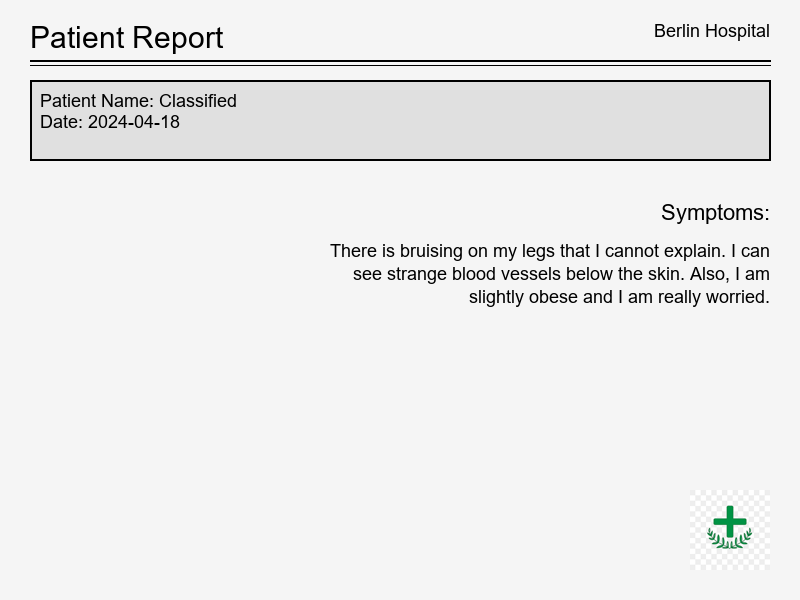 Patient Report
Berlin Hospital
Patient Name: Classified
Date: 2024-04-18
Symptoms:
There is bruising on my legs that I cannot explain. I can
see strange blood vessels below the skin. Also, I am
slightly obese and I am really worried.